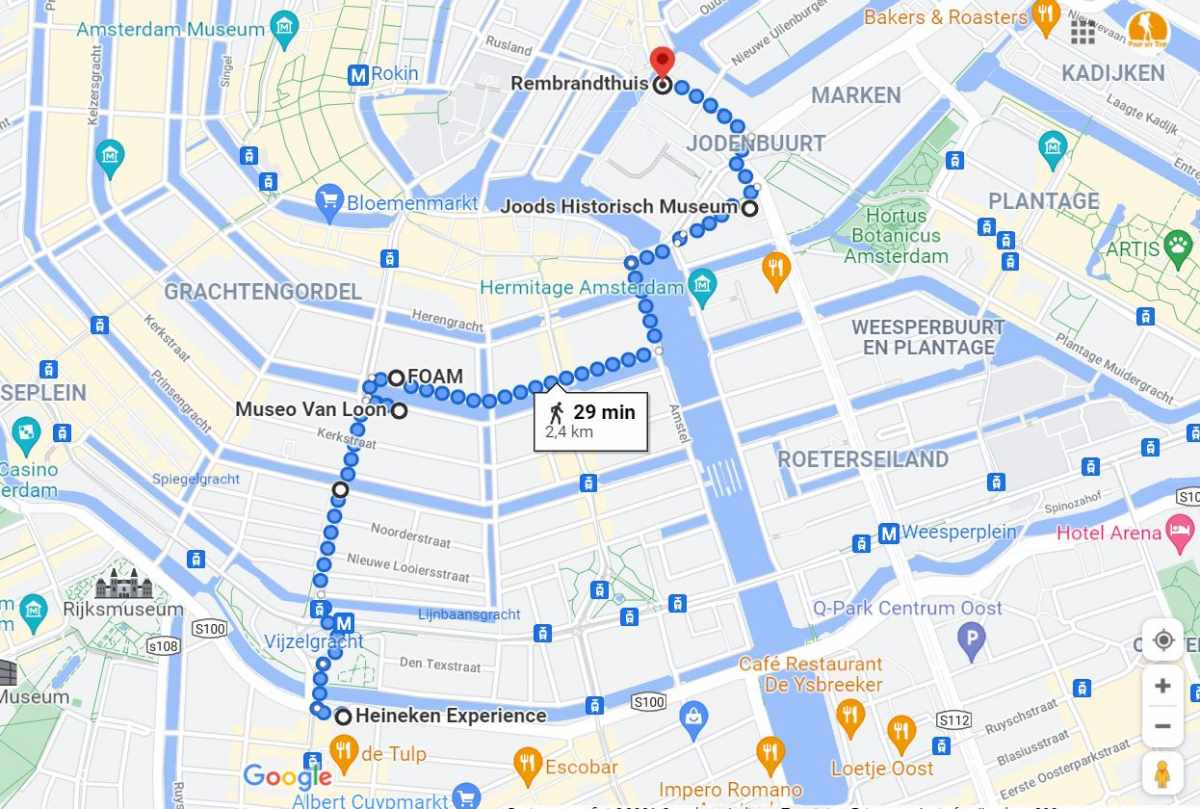 Amsterdam Museum
Keizersgracht
Singel
Rusland
Rokin
Rembrandthuis
Nieuwe Uilenburger
Bakers & Roasters
KADIJKEN
Laagte Kadijk
MARKEN
JODENBUURT
Entre
PLANTAGE
Bloemenmarkt
Joods Historisch Museum
Hortus
Botanicus
Amsterdam
ARTIS
GRACHTENGORDEL
Hermitage Amsterdam
Herengracht
Kerkstraat
Prinsengracht
WEESPERBUURT
EN PLANTAGE
Plantage Muidergracht
SEPLEIN
FOAM
Museo Van Loon
29 min
2,4 km
Kerkstraat
Amstel
Casino
erdam
Spiegelgracht
ROETERSEILAND
Spinozahof
S10
Noorderstraat
Nieuwe Looiersstraat
M Weesperplein
Hotel Arena
Rijksmuseum
Lijnbaansgracht
Q-Park Centrum Oost
S100
s108
M
Vijzelgracht
Den Texstraat
Museum
Café Restaurant
De Ysbreeker
S100
S112
Ruyschstraat
Heineken Experience
Blasiusstraat
de Tulp
Escobar
Loetje Oost
Eerste Oosterparkstraat
Google
Impero Romano
Albert Cuypmarkt